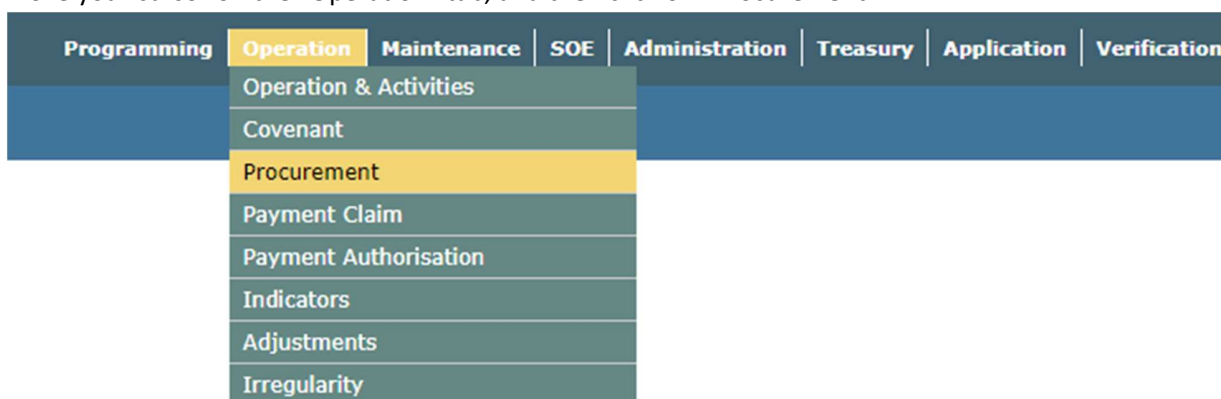 Programming Operation Maintenance SOE Administration Treasury Application Verification
Operation & Activities
Covenant
Procurement
Payment Claim
Payment Authorisation
Indicators
Adjustments
Irregularity